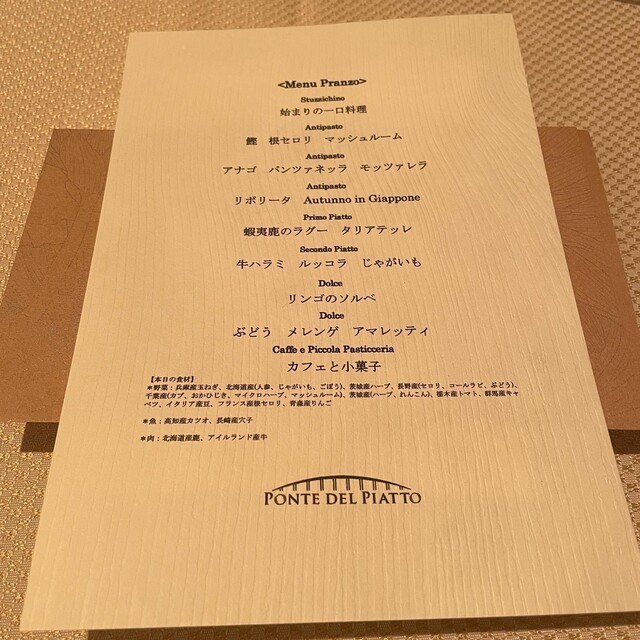 <Menu Pranzo>
Stuzzichino
始まりの一口料理
Antipasto
鰹　根セロリ　マッシュルーム
Antipasto
アナゴ　パンツァネッラ　モッツァレラ
Antipasto
リボリータ　Autunno in Giappone
Primo Piatto
蝦夷鹿のラグー　タリアテッレ
Secondo Piatto
牛ハラミ　ルッコラ　じゃがいも
Dolce
リンゴのソルベ
Dolce
ぶどう　メレンゲ　アマレッティ
Caffe e Piccola Pasticceria
カフェと小菓子
【本日の食材】
＊野菜：兵庫産玉ねぎ、北海道産(人参、じゃがいも、ごぼう)、茨城産ハーブ、長野産(セロリ、コールラビ、ぶどう)、
千葉産(カブ、おかひじき、マイクロハーブ、マッシュルーム)、茨城産(ハーブ、れんこん)、栃木産トマト、群馬産キャ
ベツ、イタリア産豆、フランス産根セロリ、青森産りんご
＊魚：高知産カツオ、長崎産穴子
＊肉：北海道産鹿、アイルランド産牛
PONTE DEL PIATTO